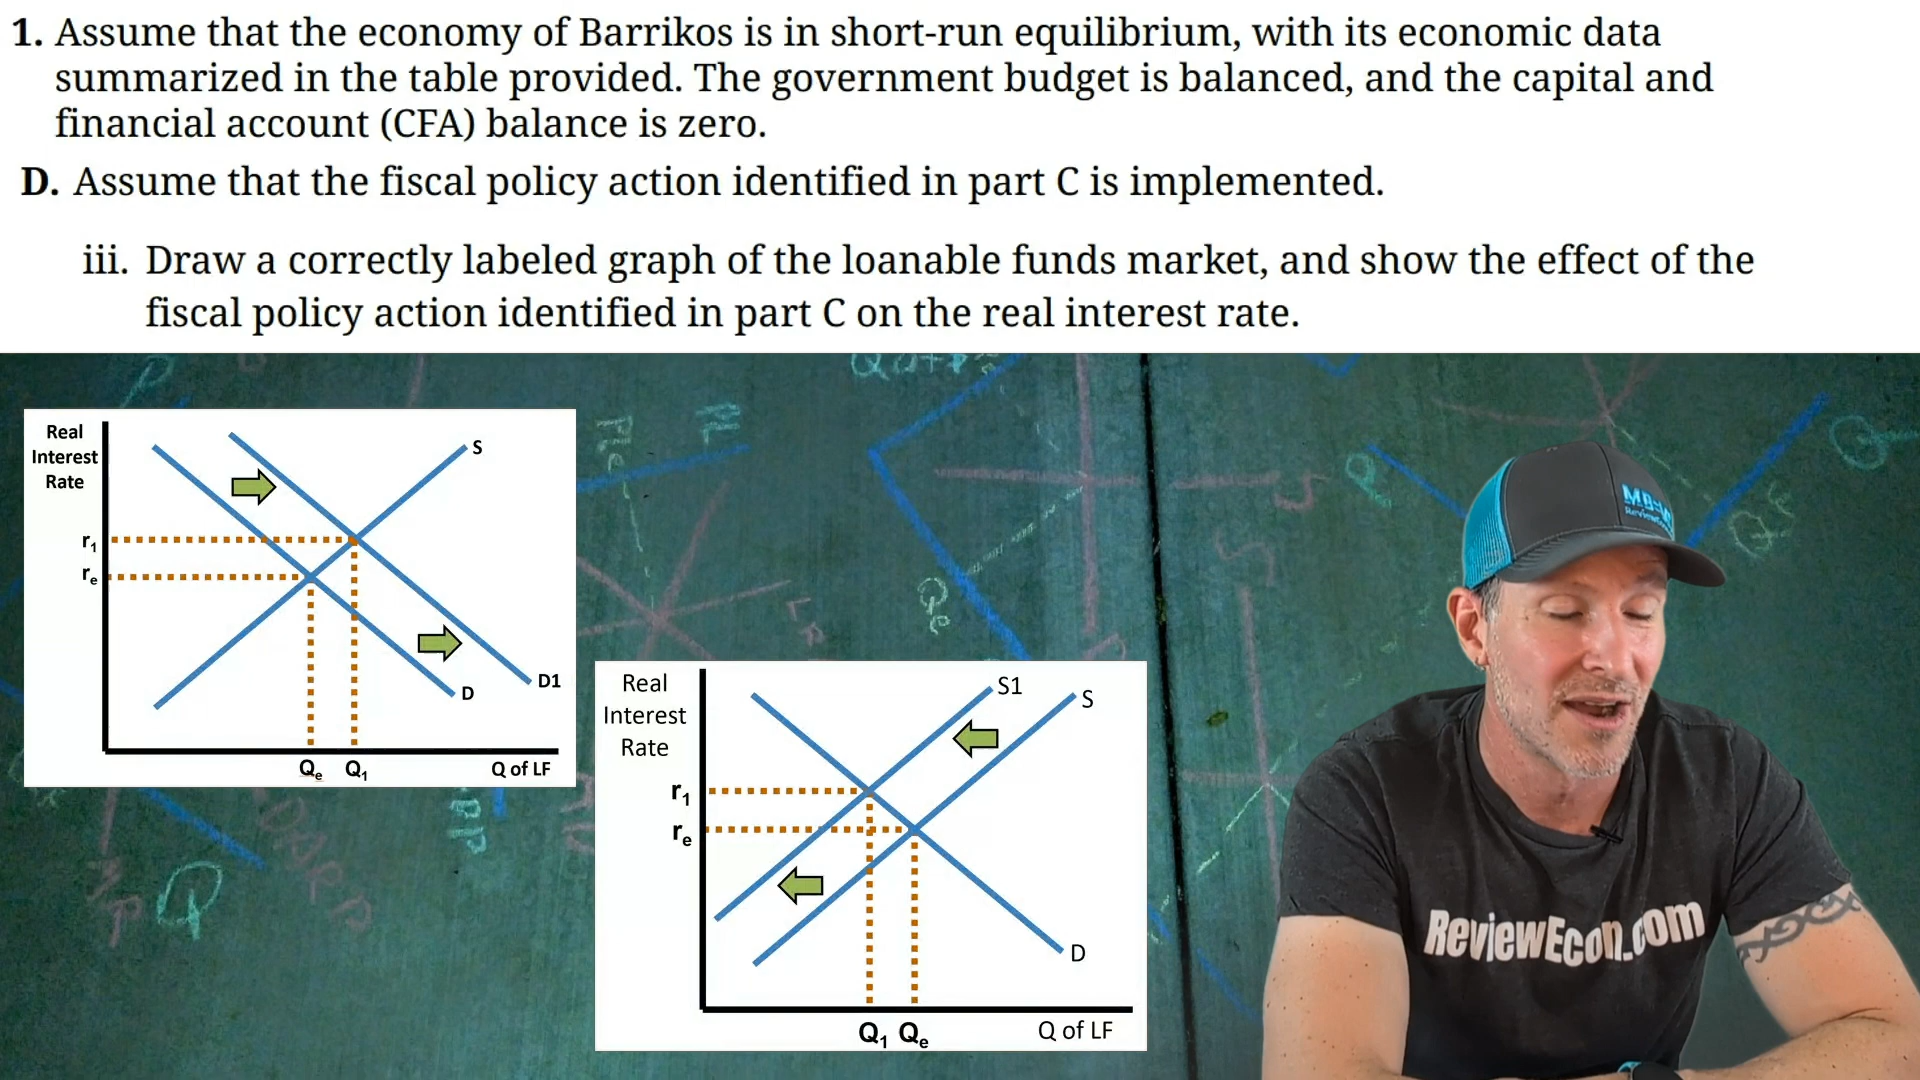 1. Assume that the economy of Barrikos is in short-run equilibrium, with its economic data
summarized in the table provided. The government budget is balanced, and the capital and
financial account (CFA) balance is zero.
D. Assume that the fiscal policy action identified in part C is implemented.
iii. Draw a correctly labeled graph of the loanable funds market, and show the effect of the
fiscal policy action identified in part C on the real interest rate.
Real
Interest
Rate
S
r₁
rₑ
D1
D
Qₑ Q₁
Q of LF
Real
Interest
Rate
S1
S
r₁
rₑ
D
Q₁ Qₑ
Q of LF
ReviewEcon.com